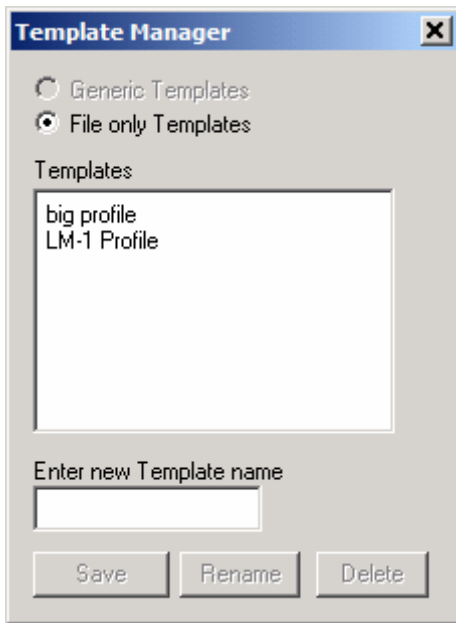 Template Manager
Generic Templates
File only Templates
Templates
big profile
LM-1 Profile
Enter new Template name
Save Rename Delete